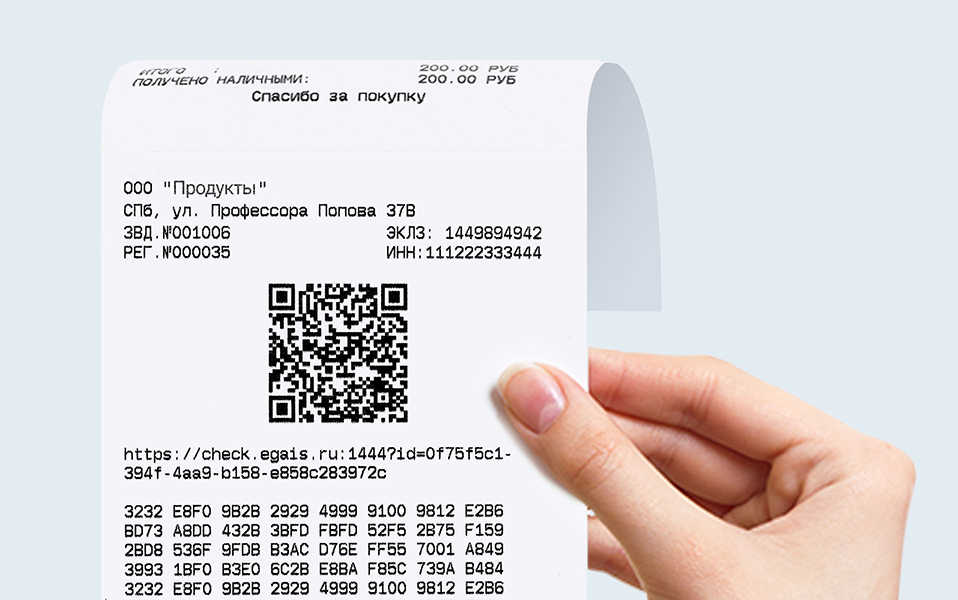 ИТОГО : 200.00 РУБ
ПОЛУЧЕНО НАЛИЧНЫМИ: 200.00 РУБ
Спасибо за покупку
ООО "Продукты"
СПб, ул. Профессора Попова 37В
ЗВД.№001006 ЭКЛЗ: 1449894942
РЕГ.№000035 ИНН:111222333444
https://check.egais.ru:1444?id=0f75f5c1-
394f-4aa9-b158-e858c283972c
3232 E8F0 9B2B 2929 4999 9100 9812 E2B6
BD73 A8DD 432B 3BFD FBFD 52F5 2B75 F159
2BD8 536F 9FDB B3AC D76E FF55 7001 A849
3993 1BF0 B3E0 6C2B E8BA F85C 739A B484
3232 E8F0 9B2B 2929 4999 9100 9812 E2B6